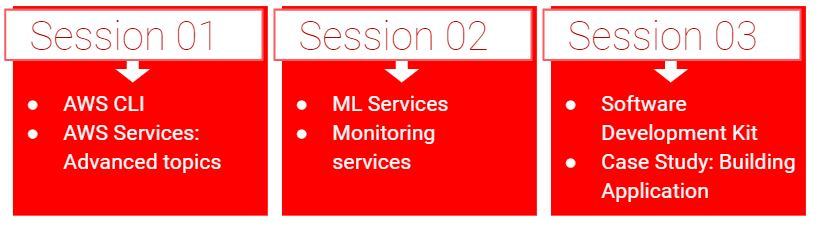 Session 01
● AWS CLI
● AWS Services:
Advanced topics
Session 02
● ML Services
● Monitoring
services
Session 03
● Software
Development Kit
● Case Study: Building
Application